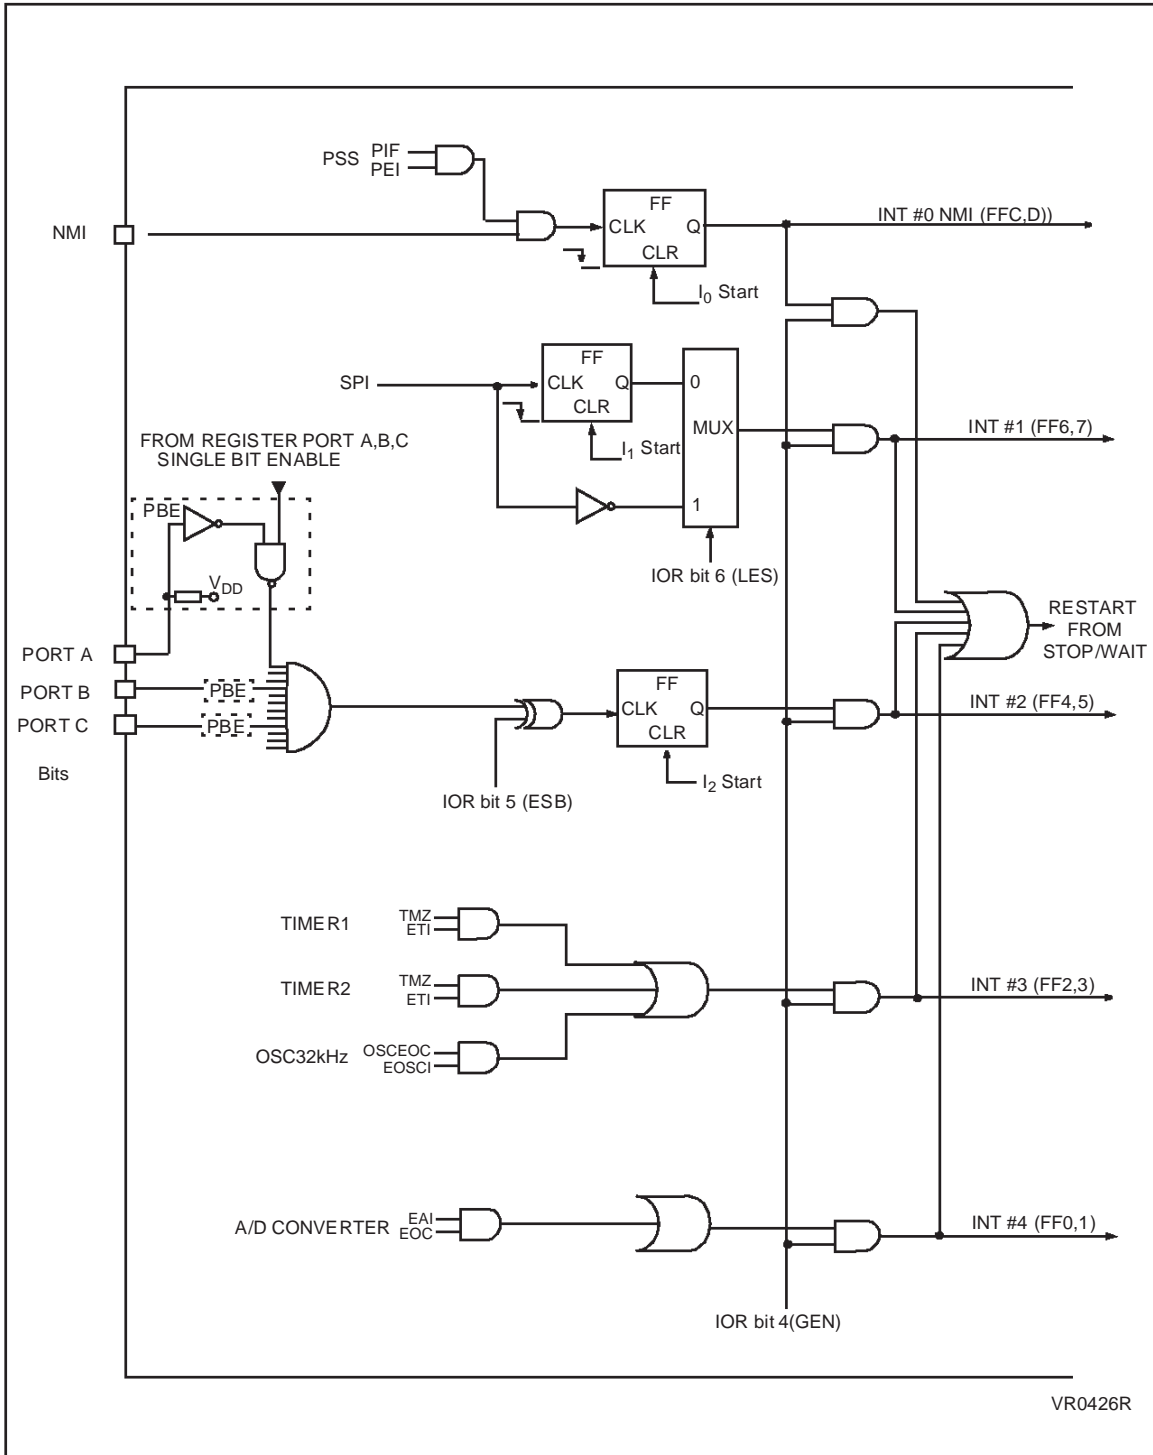 PSS PIF
PEI
NMI
FF
CLK Q
CLR
I0 Start
INT #0 NMI (FFC,D))
SPI
FF
CLK Q
CLR
I1 Start
0
MUX
1
IOR bit 6 (LES)
INT #1 (FF6,7)
FROM REGISTER PORT A,B,C
SINGLE BIT ENABLE
PBE
VDD
PORT A
PORT B PBE
PORT C PBE
Bits
IOR bit 5 (ESB)
FF
CLK Q
CLR
I2 Start
INT #2 (FF4,5)
RESTART
FROM
STOP/WAIT
TIMER1 TMZ
ETI
TIMER2 TMZ
ETI
OSC32kHz OSCEOC
EOSCI
INT #3 (FF2,3)
A/D CONVERTER EAI
EOC
INT #4 (FF0,1)
IOR bit 4(GEN)
VR0426R